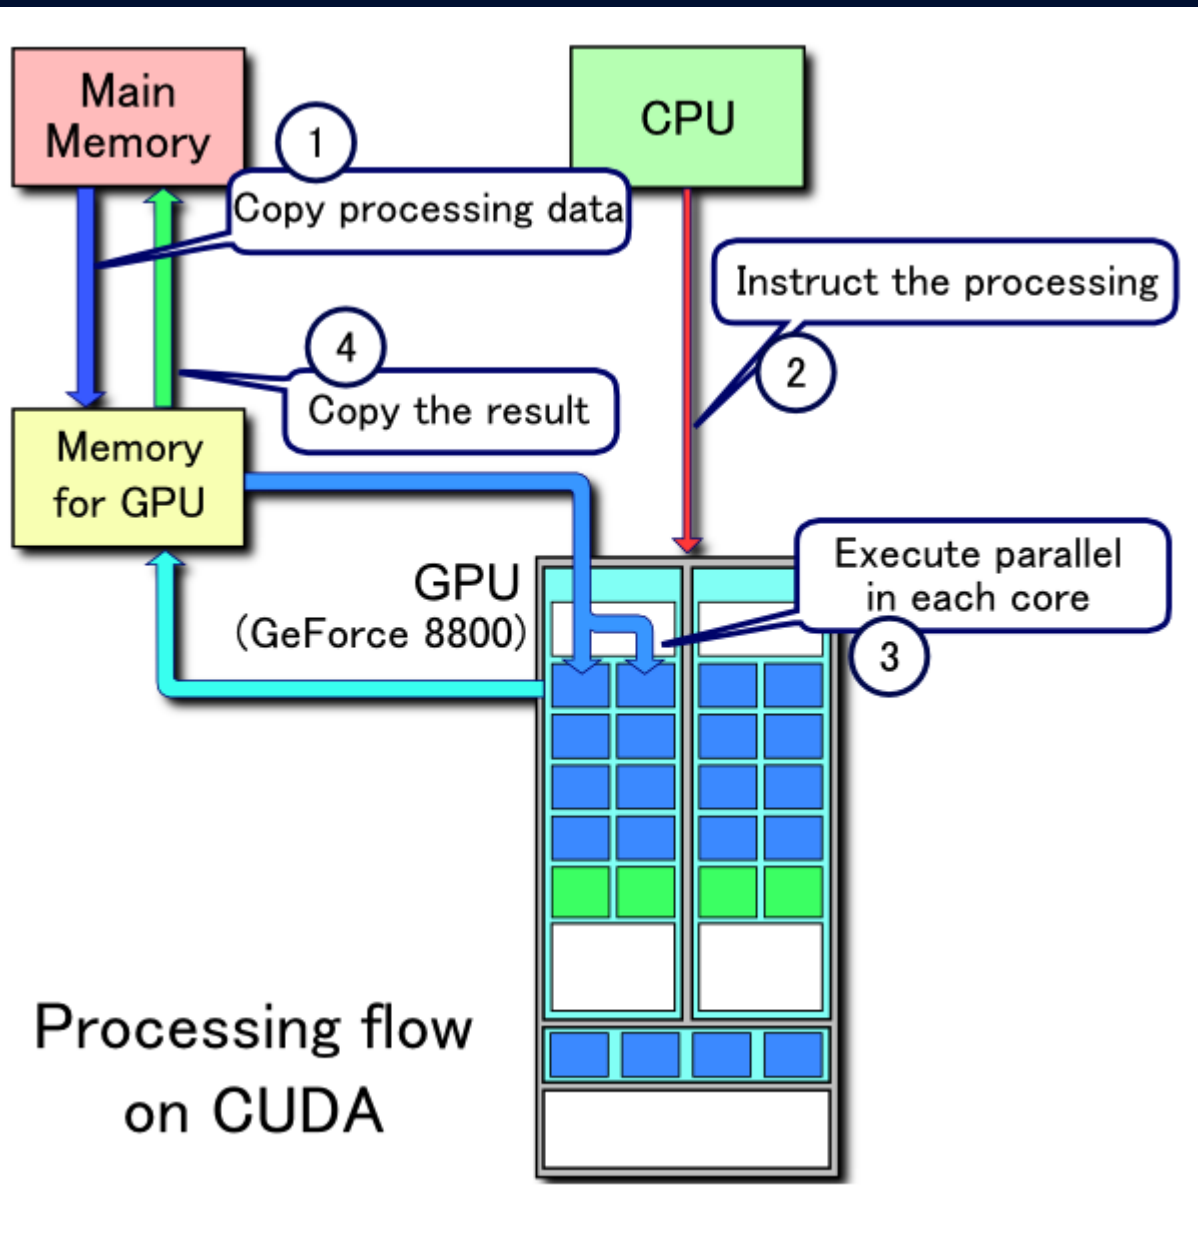 Main
Memory
CPU
1
Copy processing data
Instruct the processing
2
4
Copy the result
Memory
for GPU
GPU
(GeForce 8800)
Execute parallel
in each core
3
Processing flow
on CUDA